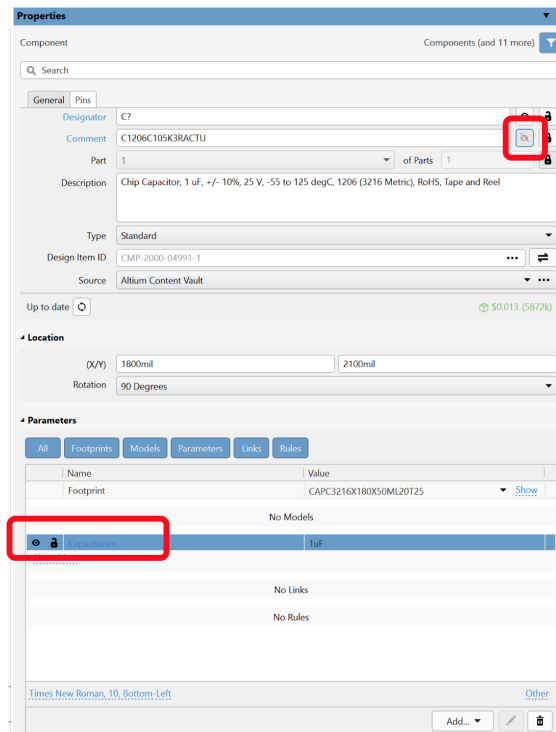 Properties
Component Components (and 11 more)
Search
General Pins
Designator C?
Comment C1206C105K3RACTU
Part 1 of Parts 1
Description Chip Capacitor, 1 uF, +/- 10%, 25 V, -55 to 125 degC, 1206 (3216 Metric), RoHS, Tape and Reel
Type Standard
Design Item ID CMP-2000-04991-1 •••
Source Altium Content Vault •••
Up to date $0.013 (5872k)
Location
(X/Y) 1800mil 2100mil
Rotation 90 Degrees
Parameters
All Footprints Models Parameters Links Rules
Name Value
Footprint CAPC3216X180X50ML20T25 Show
No Models
Capacitance 1uF
No Links
No Rules
Times New Roman, 10, Bottom-Left Other
Add...